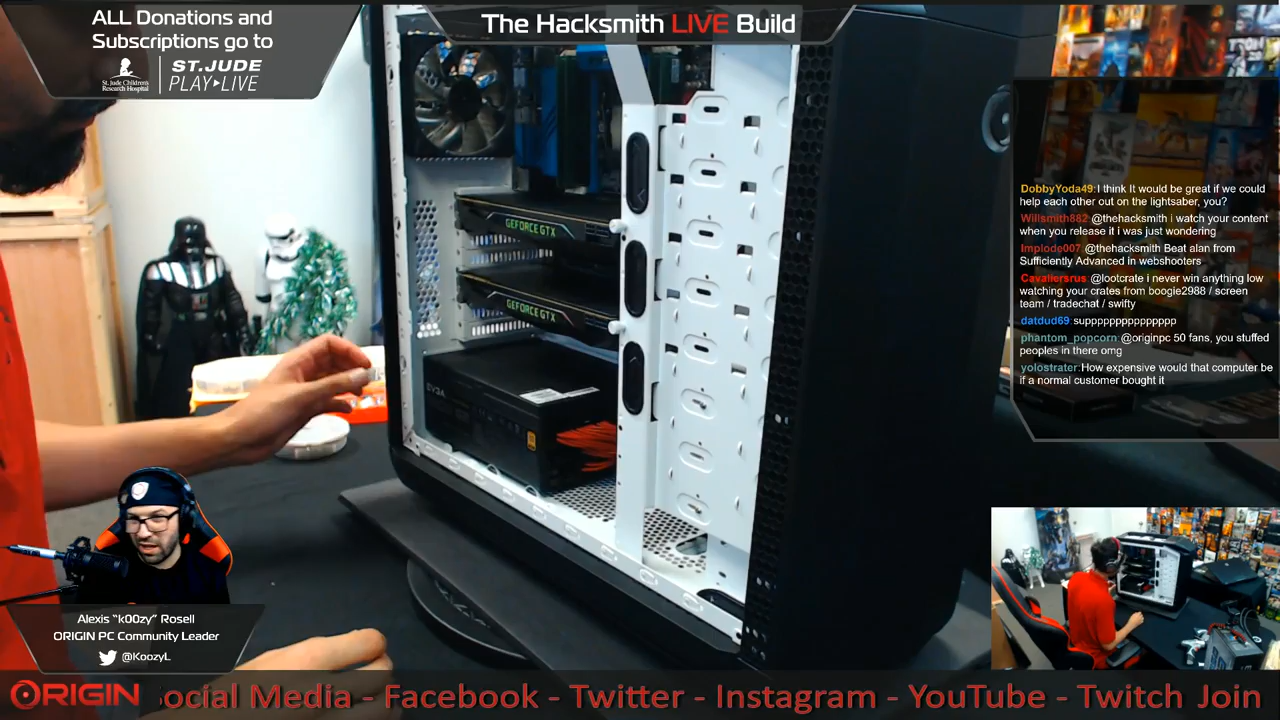 ALL Donations and
Subscriptions go to
St. Jude Children's
Research Hospital
ST. JUDE
PLAY LIVE
The Hacksmith LIVE Build
GEFORCE GTX
GEFORCE GTX
EVGA
DobbyYoda49:I think It would be great if we could
help each other out on the lightsaber, you?
Willsmith882:@thehacksmith i watch your content
when you release it i was just wondering
Implode007:@thehacksmith Beat alan from
Sufficiently Advanced in webshooters
Cavaliersrus:@lootcrate i never win anything low
watching your crates from boogie2988 / screen
team / tradechat / swifty
datdud69:supppppppppppppppp
phantom_popcorn:@originpc 50 fans, you stuffed
peoples in there omg
yolostrater:How expensive would that computer be
if a normal customer bought it
Alexis "k00zy" Rosell
ORIGIN PC Community Leader
@KoozyL
ORIGIN
ocial Media - Facebook - Twitter - Instagram - YouTube - Twitch Join